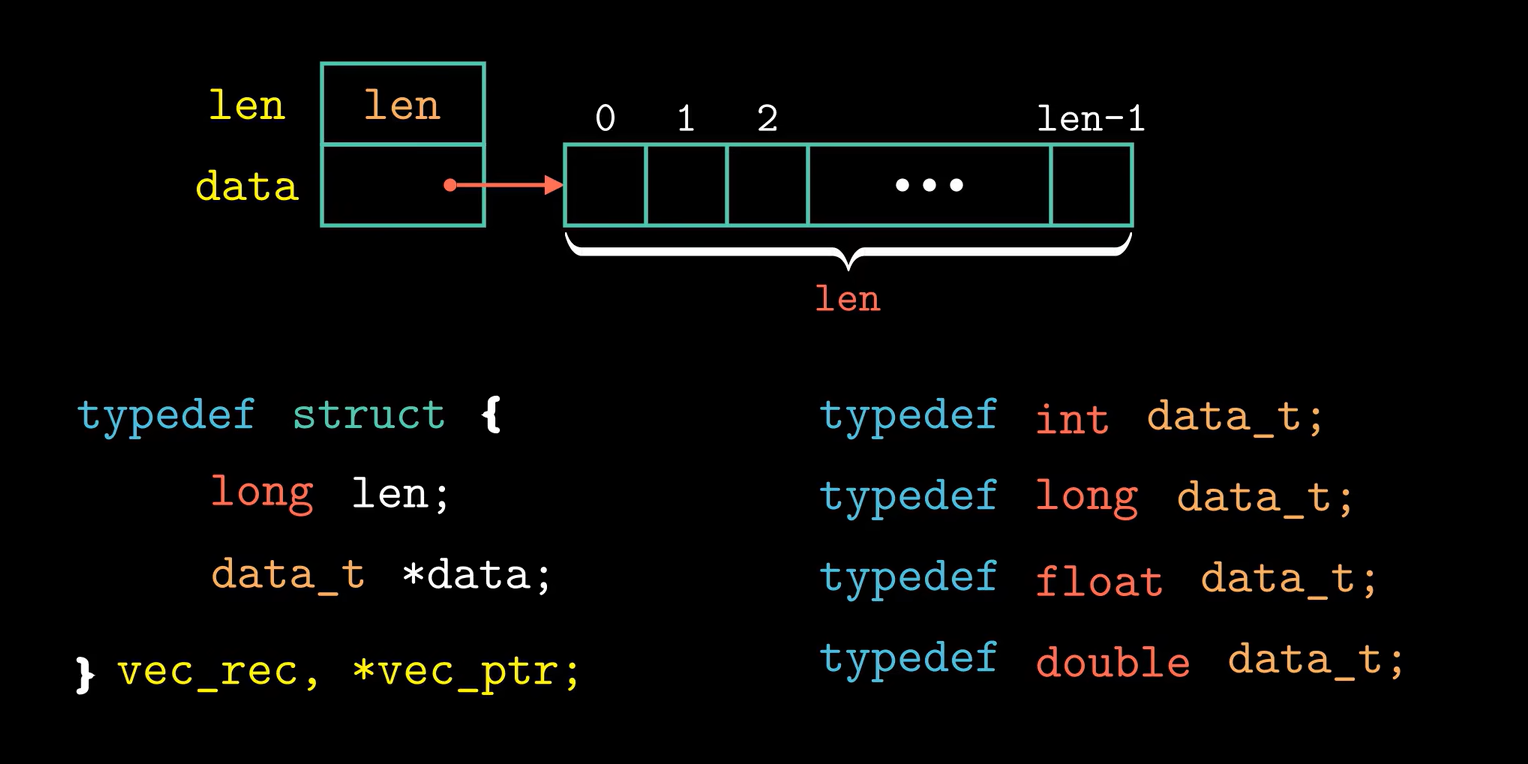 len len
0 1 2 len-1
data
len
typedef struct {
long len;
data_t *data;
} vec_rec, *vec_ptr;
typedef int data_t;
typedef long data_t;
typedef float data_t;
typedef double data_t;